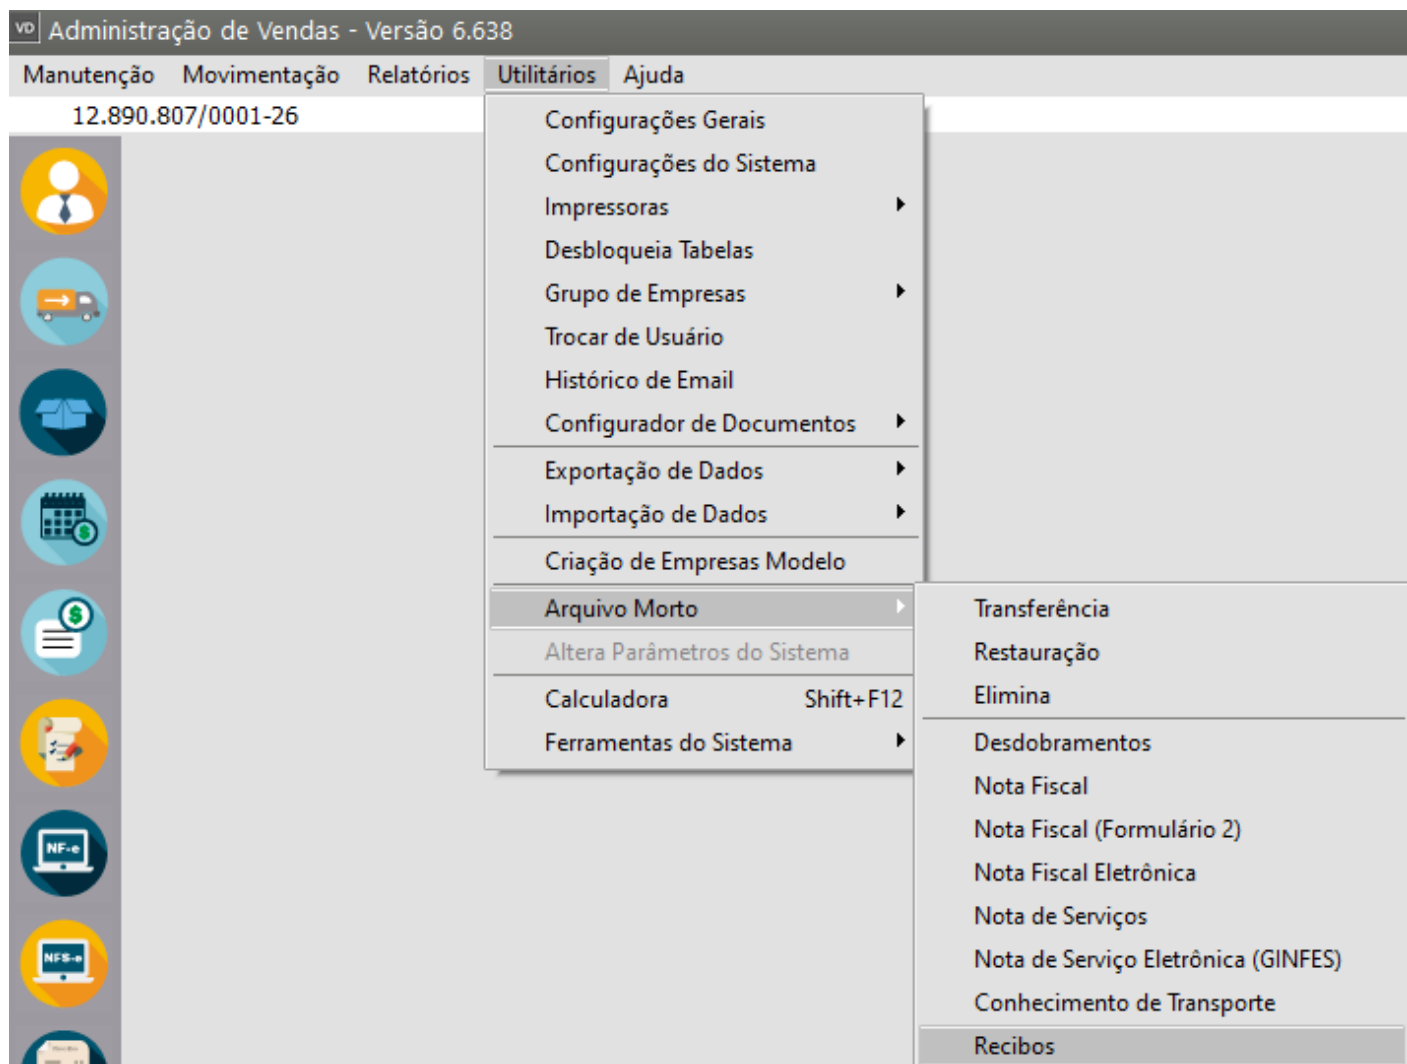 VD Administração de Vendas - Versão 6.638
Manutenção Movimentação Relatórios Utilitários Ajuda
12.890.807/0001-26
Configurações Gerais
Configurações do Sistema
Impressoras
Desbloqueia Tabelas
Grupo de Empresas
Trocar de Usuário
Histórico de Email
Configurador de Documentos
Exportação de Dados
Importação de Dados
Criação de Empresas Modelo
Arquivo Morto
Altera Parâmetros do Sistema
Calculadora Shift+F12
Ferramentas do Sistema
Transferência
Restauração
Elimina
Desdobramentos
Nota Fiscal
Nota Fiscal (Formulário 2)
Nota Fiscal Eletrônica
Nota de Serviços
Nota de Serviço Eletrônica (GINFES)
Conhecimento de Transporte
Recibos
$
$
NF-e
NFS-e